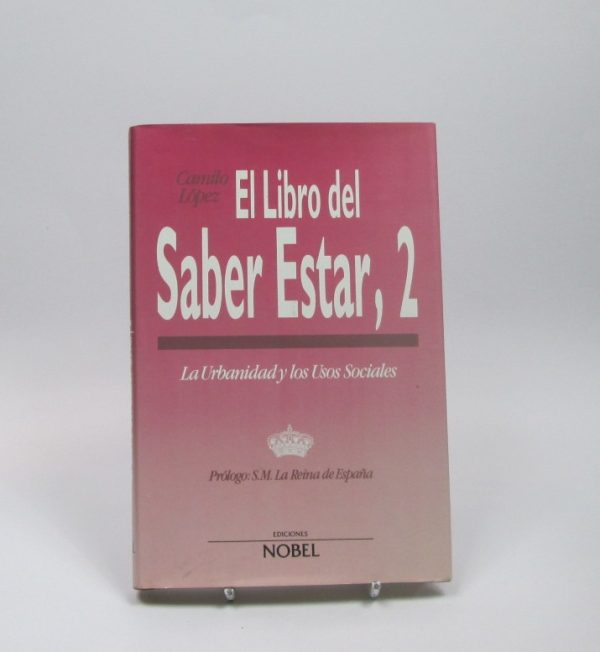 Camilo
López
El Libro del
Saber Estar, 2
La Urbanidad y los Usos Sociales
Prólogo: S.M. La Reina de España
EDICIONES
NOBEL